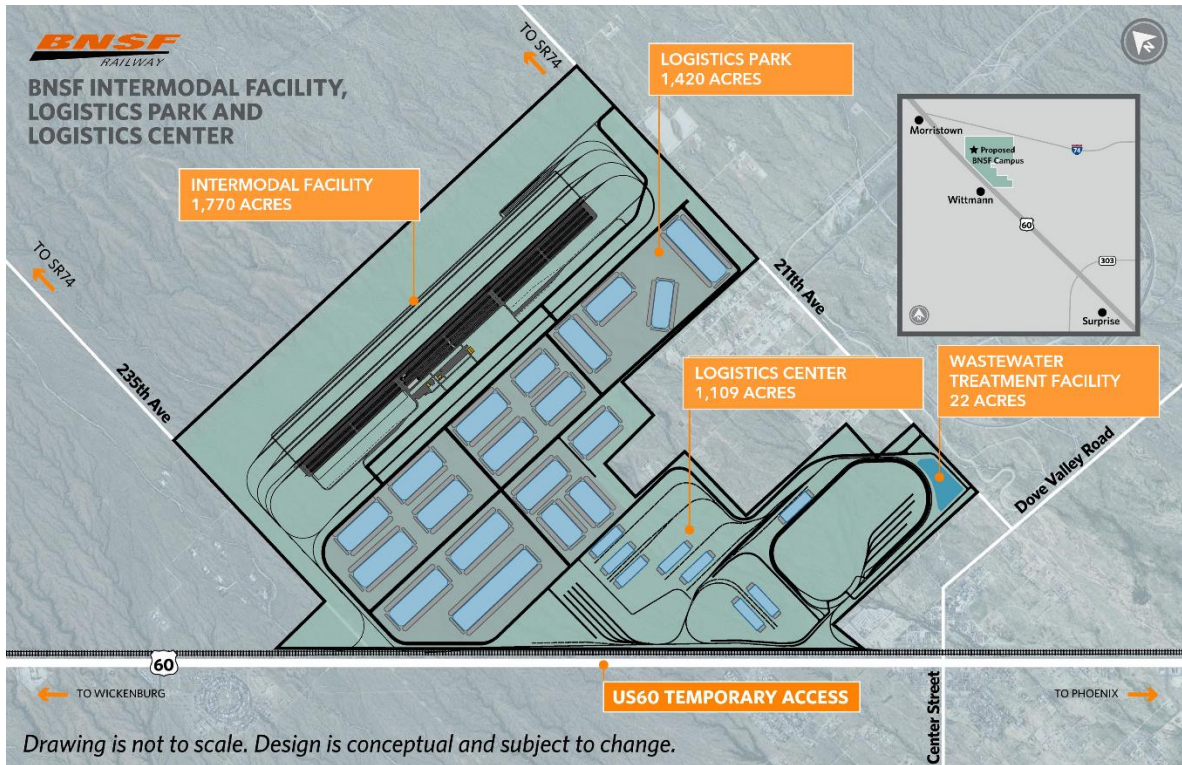 BNSF
RAILWAY
BNSF INTERMODAL FACILITY,
LOGISTICS PARK AND
LOGISTICS CENTER
TO SR74
LOGISTICS PARK
1,420 ACRES
N
INTERMODAL FACILITY
1,770 ACRES
Morristown
74
Proposed
BNSF Campus
Wittmann
60
303
Surprise
TO SR74
211th Ave
235th Ave
LOGISTICS CENTER
1,109 ACRES
WASTEWATER
TREATMENT FACILITY
22 ACRES
Dove Valley Road
60
TO WICKENBURG
US60 TEMPORARY ACCESS
TO PHOENIX
Center Street
Drawing is not to scale. Design is conceptual and subject to change.